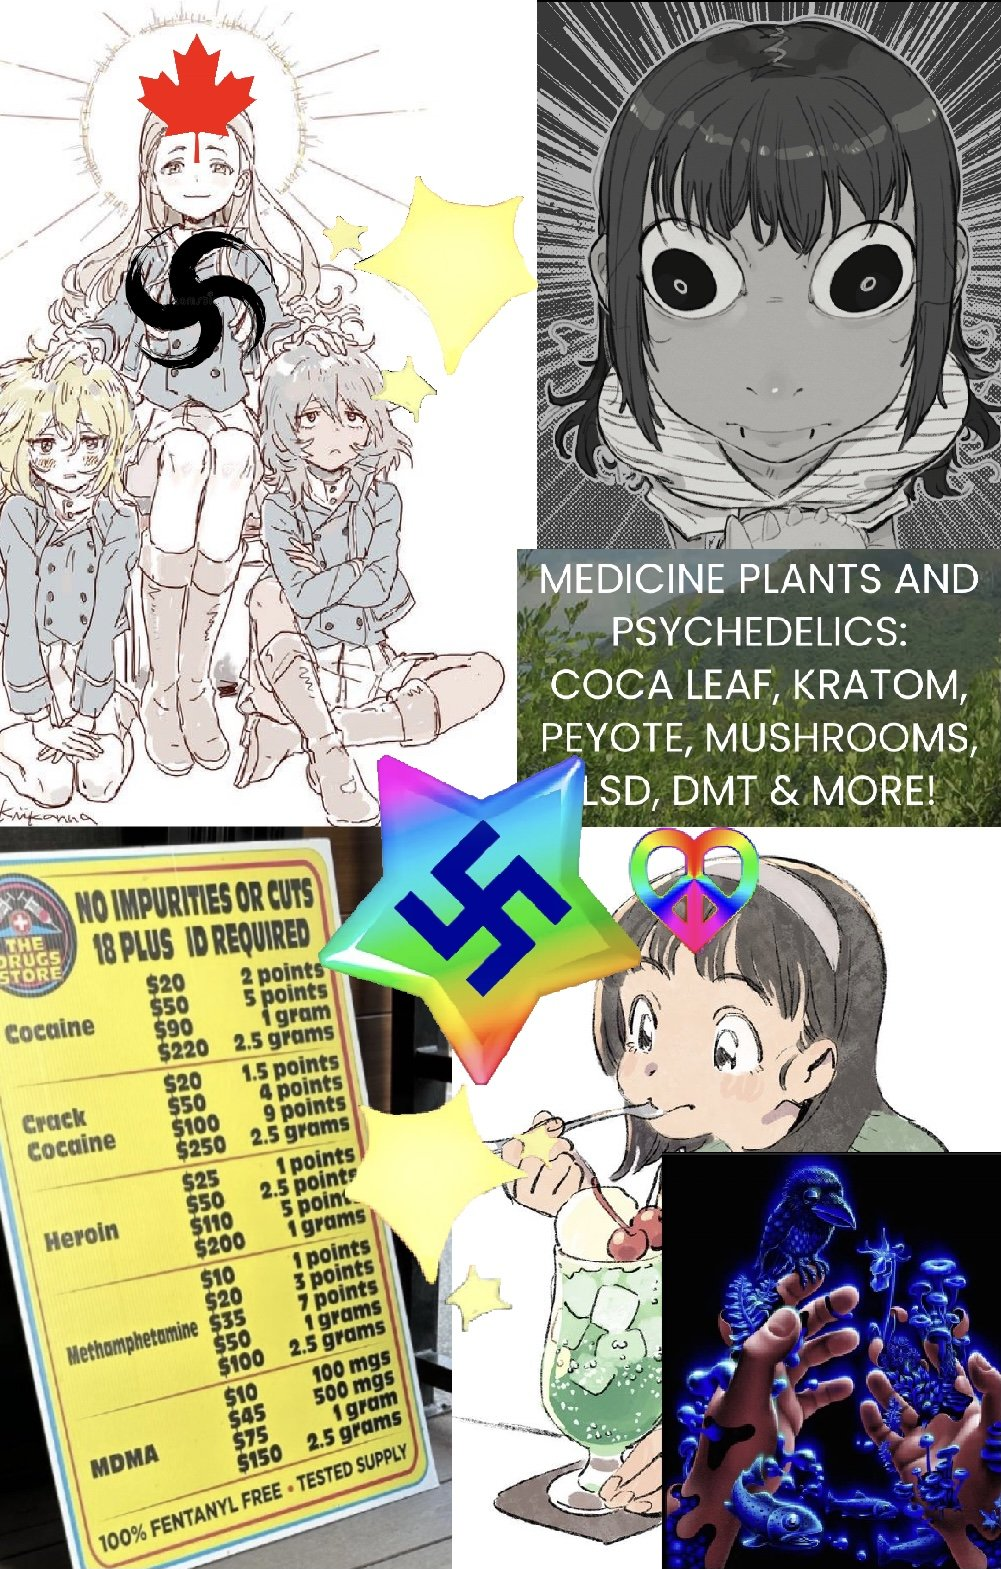 MEDICINE PLANTS AND
PSYCHEDELICS:
COCA LEAF, KRATOM,
PEYOTE, MUSHROOMS,
LSD, DMT & MORE!
Krikanna
THE
DRUGS
STORE
NO IMPURITIES OR CUTS
18 PLUS ID REQUIRED
Cocaine
$20 2 points
$50 5 points
$90 1 gram
$220 2.5 grams
Crack
Cocaine
$20 1.5 points
$50 4 points
$100 9 points
$250 2.5 grams
Heroin
$25 1 points
$50 2.5 points
$110 5 points
$200 1 grams
Methamphetamine
$10 1 points
$20 3 points
$35 7 points
$50 1 grams
$100 2.5 grams
MDMA
$10 100 mgs
$45 500 mgs
$75 1 gram
$150 2.5 grams
100% FENTANYL FREE • TESTED SUPPLY